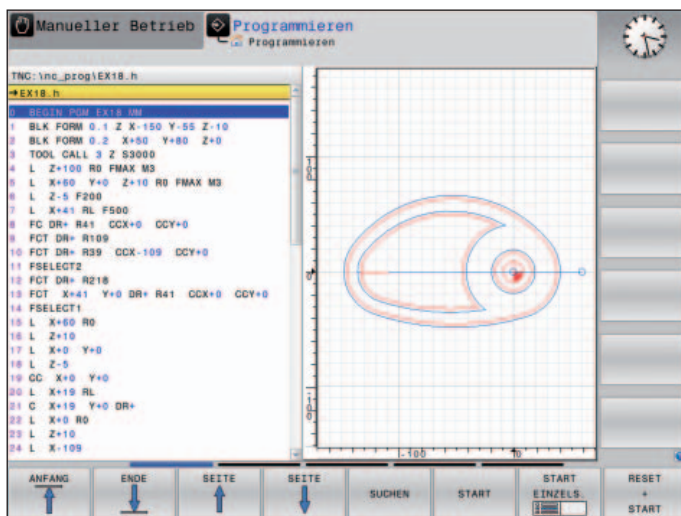 Manueller Betrieb
Programmieren
Programmieren
TNC:\nc_prog\EX18.h
→EX18.h
0 BEGIN PGM EX18 MM
1 BLK FORM 0.1 Z X-150 Y-55 Z-10
2 BLK FORM 0.2 X+50 Y+80 Z+0
3 TOOL CALL 3 Z S3000
4 L Z+100 R0 FMAX M3
5 L X+60 Y+0 Z+10 R0 FMAX M3
6 L Z-5 F200
7 L X+41 RL F500
8 FC DR+ R41 CCX+0 CCY+0
9 FCT DR+ R109
10 FCT DR+ R39 CCX-109 CCY+0
11 FSELECT2
12 FCT DR+ R218
13 FCT X+41 Y+0 DR+ R41 CCX+0 CCY+0
14 FSELECT1
15 L X+60 R0
16 L Z+10
17 L X+0 Y+0
18 L Z-5
19 CC X+0 Y+0
20 L X+19 RL
21 C X+19 Y+0 DR+
22 L X+0 R0
23 L Z+10
24 L X-109
100
0
-100
0
ANFANG
ENDE
SEITE
SEITE
SUCHEN
START
START
EINZELS.
RESET
+
START